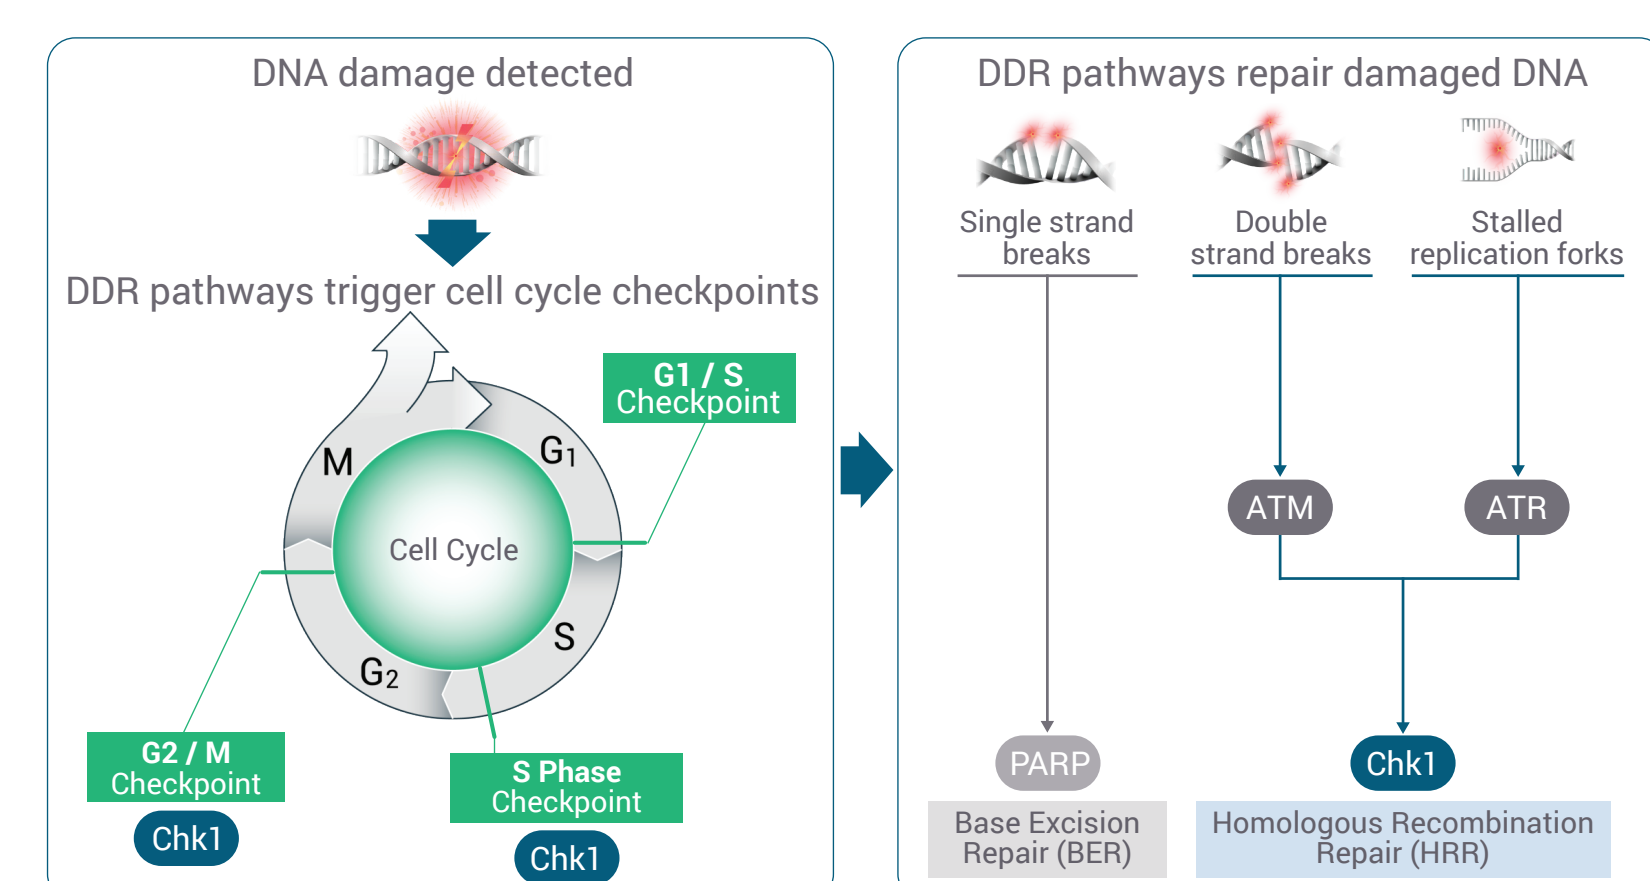 DNA damage detected
DDR pathways trigger cell cycle checkpoints
G1 / S
Checkpoint
M
G1
Cell Cycle
S
G2
G2 / M
Checkpoint
Chk1
S Phase
Checkpoint
Chk1
DDR pathways repair damaged DNA
Single strand
breaks
Double
strand breaks
Stalled
replication forks
ATM
ATR
PARP
Chk1
Base Excision
Repair (BER)
Homologous Recombination
Repair (HRR)